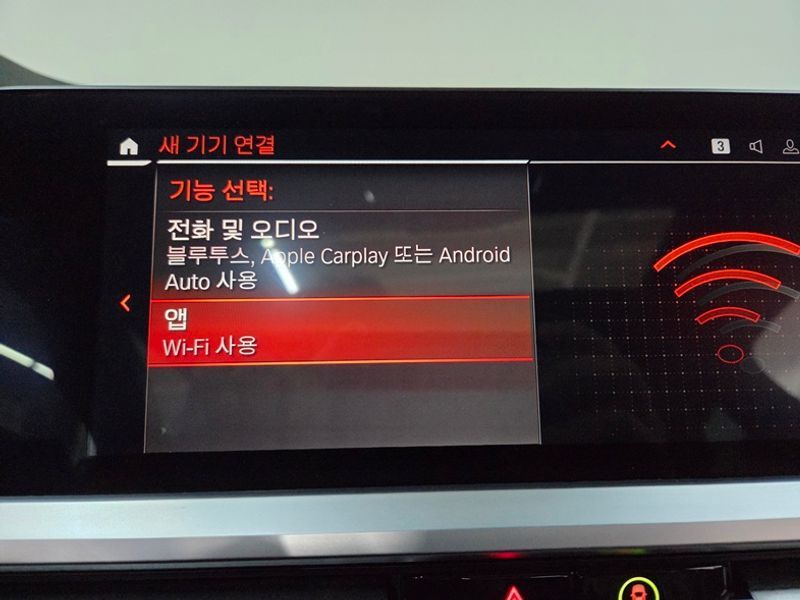 새 기기 연결
3
기능 선택:
전화 및 오디오
블루투스, Apple Carplay 또는 Android
Auto 사용
앱
Wi-Fi 사용